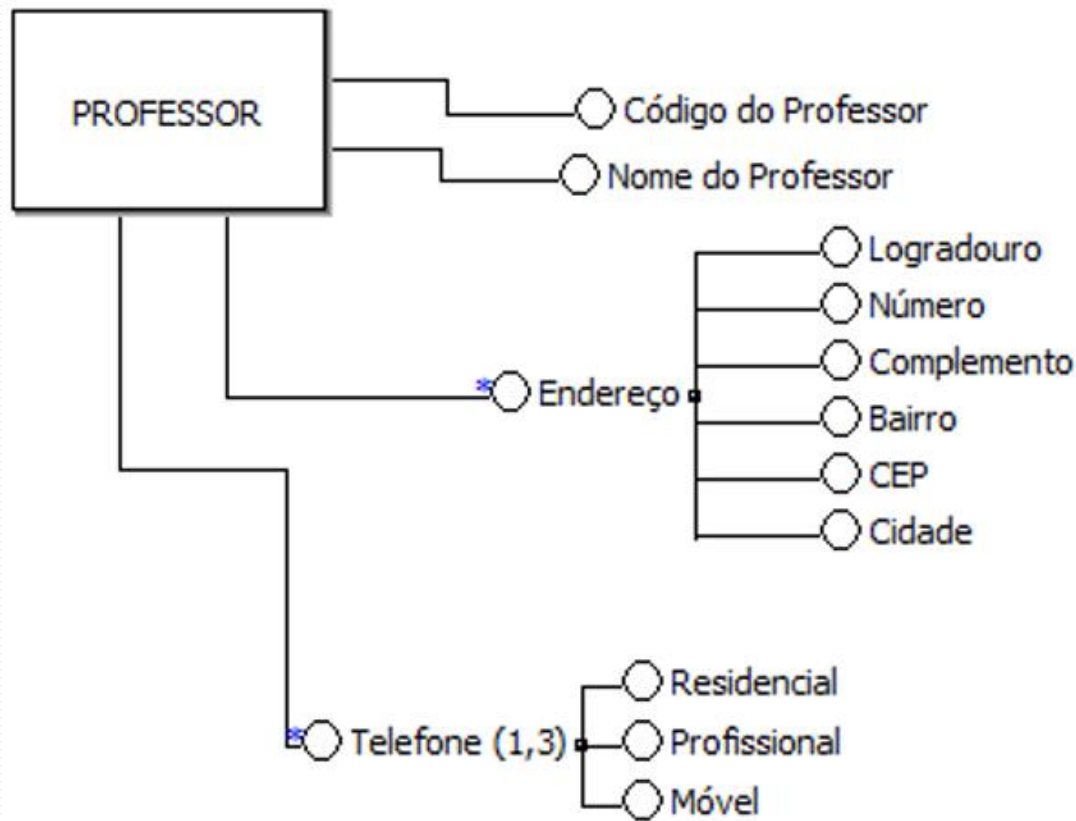 PROFESSOR
Código do Professor
Nome do Professor
Logradouro
Número
Complemento
* Endereço
Bairro
CEP
Cidade
Residencial
* Telefone (1,3)
Profissional
Móvel